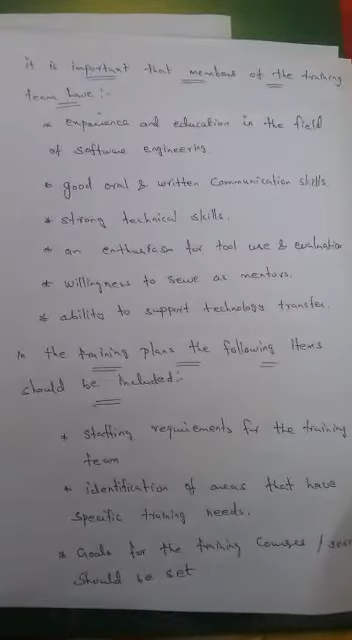 it is important that members of the training
team have :-
* experience and education in the field
of software engineering.
* good oral & written communication skills.
* strong technical skills.
* an enthusiasm for tool use & evaluation
* willingness to serve as mentors.
* ability to support technology transfer.
In the training plans the following items
should be included:-
* staffing requirements for the training
team
* identification of areas that have
specific training needs.
* Goals for the training courses /
should be set